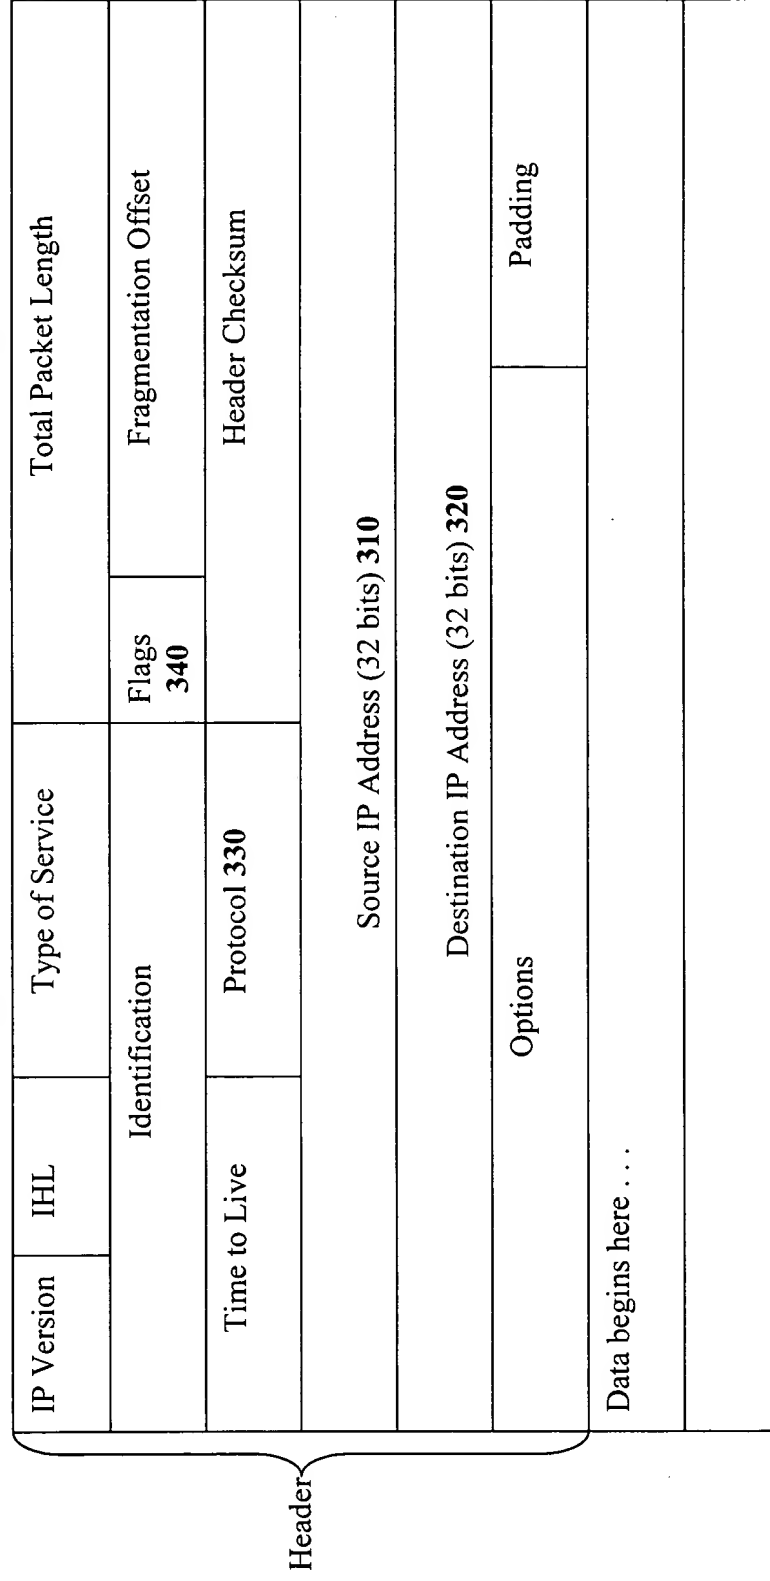 Header
IP Version
IHL
Type of Service
Total Packet Length
Identification
Flags
340
Fragmentation Offset
Time to Live
Protocol 330
Header Checksum
Source IP Address (32 bits) 310
Destination IP Address (32 bits) 320
Options
Padding
Data begins here . . .